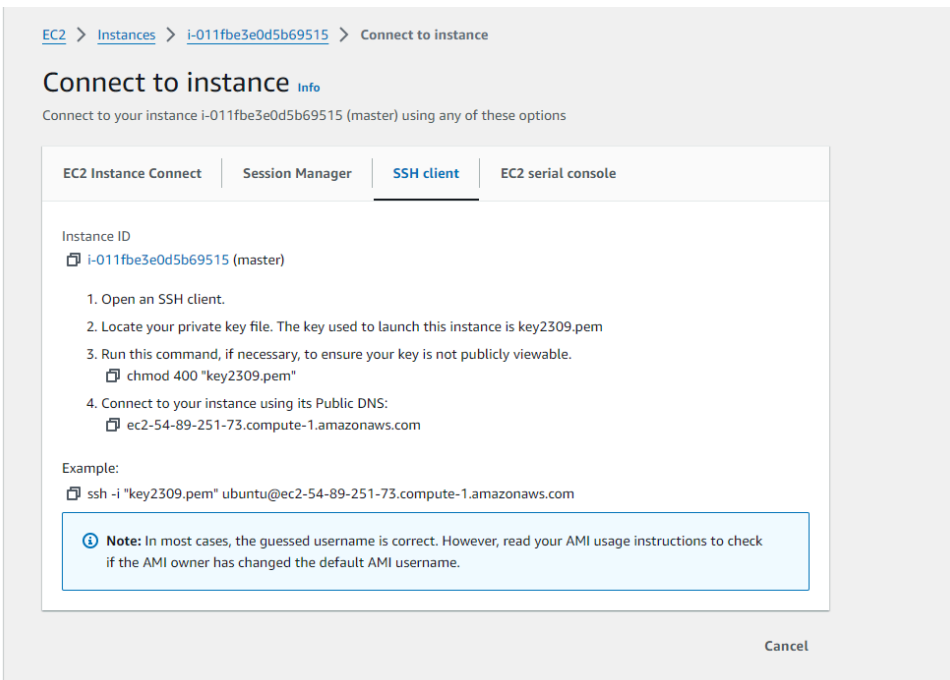 EC2 > Instances > i-011fbe3e0d5b69515 > Connect to instance
Connect to instance Info
Connect to your instance i-011fbe3e0d5b69515 (master) using any of these options
EC2 Instance Connect Session Manager SSH client EC2 serial console
Instance ID
i-011fbe3e0d5b69515 (master)
1. Open an SSH client.
2. Locate your private key file. The key used to launch this instance is key2309.pem
3. Run this command, if necessary, to ensure your key is not publicly viewable.
chmod 400 "key2309.pem"
4. Connect to your instance using its Public DNS:
ec2-54-89-251-73.compute-1.amazonaws.com
Example:
ssh -i "key2309.pem" ubuntu@ec2-54-89-251-73.compute-1.amazonaws.com
Note: In most cases, the guessed username is correct. However, read your AMI usage instructions to check
if the AMI owner has changed the default AMI username.
Cancel